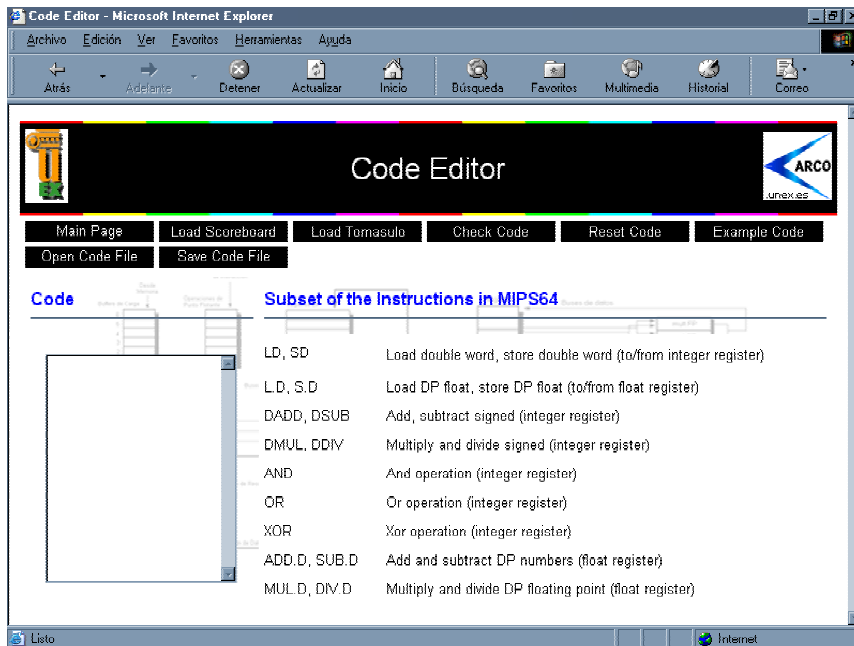 Code Editor - Microsoft Internet Explorer
Archivo Edición Ver Favoritos Herramientas Ayuda
Atrás Adelante Detener Actualizar Inicio Búsqueda Favoritos Multimedia Historial Correo
UEX
Code Editor
ARCO
.unex.es
Main Page Load Scoreboard Load Tomasulo Check Code Reset Code Example Code
Open Code File Save Code File
Code
Subset of the Instructions in MIPS64
LD, SD Load double word, store double word (to/from integer register)
L.D, S.D Load DP float, store DP float (to/from float register)
DADD, DSUB Add, subtract signed (integer register)
DMUL, DDIV Multiply and divide signed (integer register)
AND And operation (integer register)
OR Or operation (integer register)
XOR Xor operation (integer register)
ADD.D, SUB.D Add and subtract DP numbers (float register)
MUL.D, DIV.D Multiply and divide DP floating point (float register)
Listo Internet